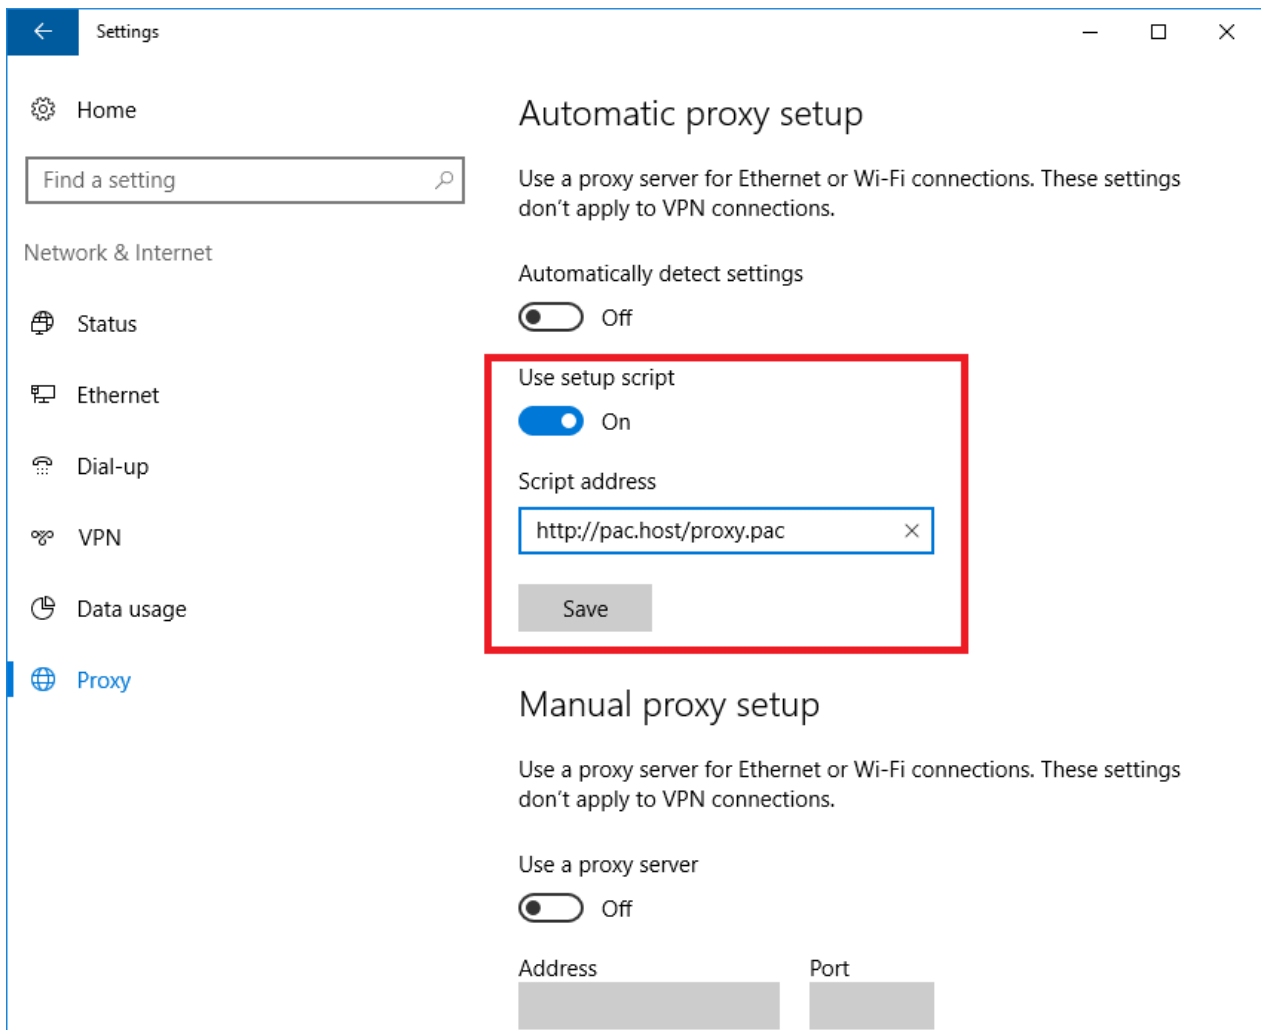 Settings
Home
Find a setting
Network & Internet
Status
Ethernet
Dial-up
VPN
Data usage
Proxy
Automatic proxy setup
Use a proxy server for Ethernet or Wi-Fi connections. These settings
don't apply to VPN connections.
Automatically detect settings
Off
Use setup script
On
Script address
http://pac.host/proxy.pac
Save
Manual proxy setup
Use a proxy server for Ethernet or Wi-Fi connections. These settings
don't apply to VPN connections.
Use a proxy server
Off
Address Port